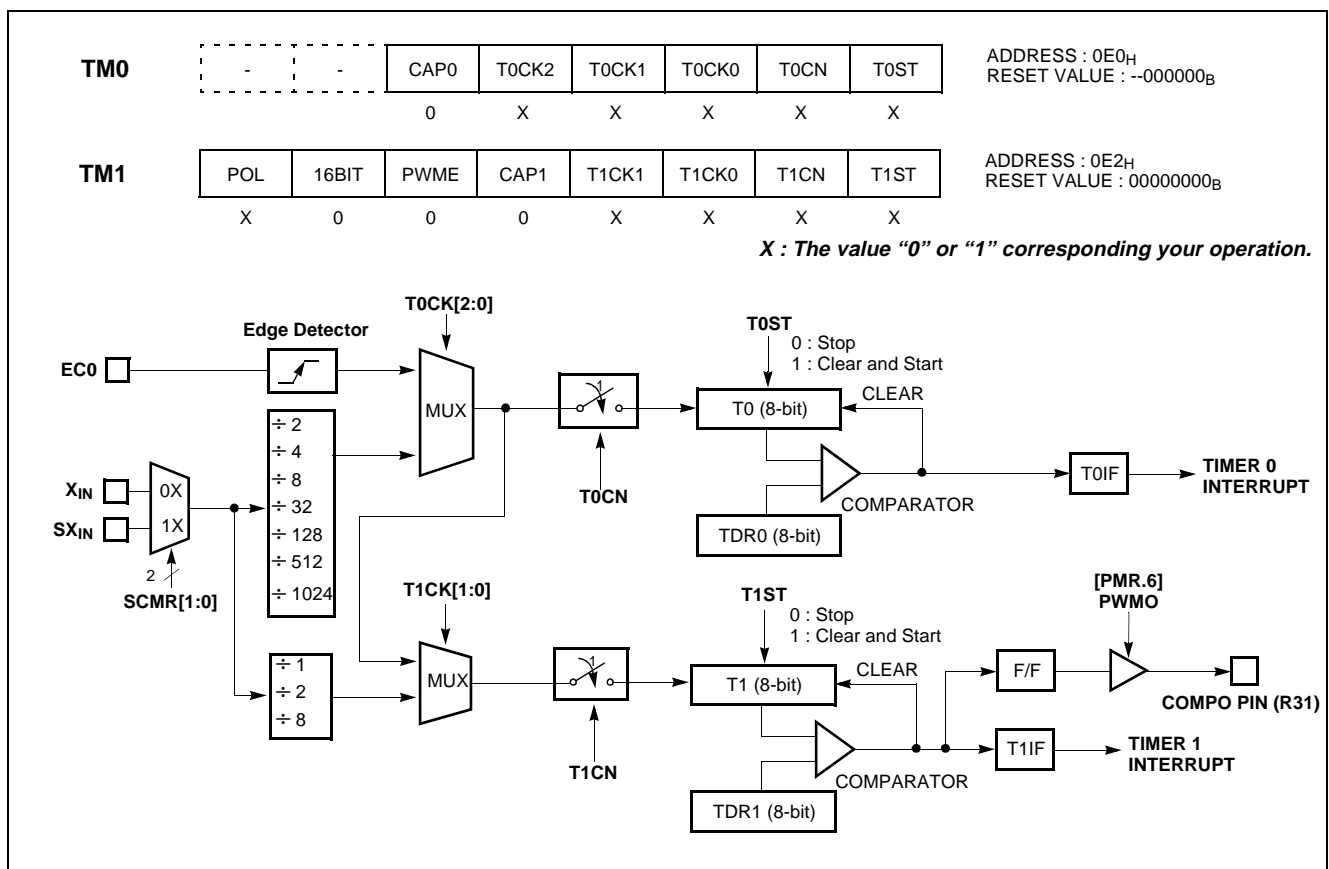 TM0
- - CAP0 T0CK2 T0CK1 T0CK0 T0CN T0ST
ADDRESS : 0E0H
RESET VALUE : --000000B
0 X X X X X
TM1
POL 16BIT PWME CAP1 T1CK1 T1CK0 T1CN T1ST
ADDRESS : 0E2H
RESET VALUE : 00000000B
X 0 0 0 X X X X
X : The value “0” or “1” corresponding your operation.
T0CK[2:0]
Edge Detector
EC0
MUX
1
T0CN
T0ST
0 : Stop
1 : Clear and Start
T0 (8-bit)
CLEAR
COMPARATOR
TDR0 (8-bit)
T0IF
TIMER 0
INTERRUPT
XIN
SXIN
0X
1X
2
SCMR[1:0]
÷ 2
÷ 4
÷ 8
÷ 32
÷ 128
÷ 512
÷ 1024
÷ 1
÷ 2
÷ 8
T1CK[1:0]
MUX
1
T1CN
T1ST
0 : Stop
1 : Clear and Start
T1 (8-bit)
CLEAR
COMPARATOR
TDR1 (8-bit)
F/F
[PMR.6]
PWMO
COMPO PIN (R31)
T1IF
TIMER 1
INTERRUPT